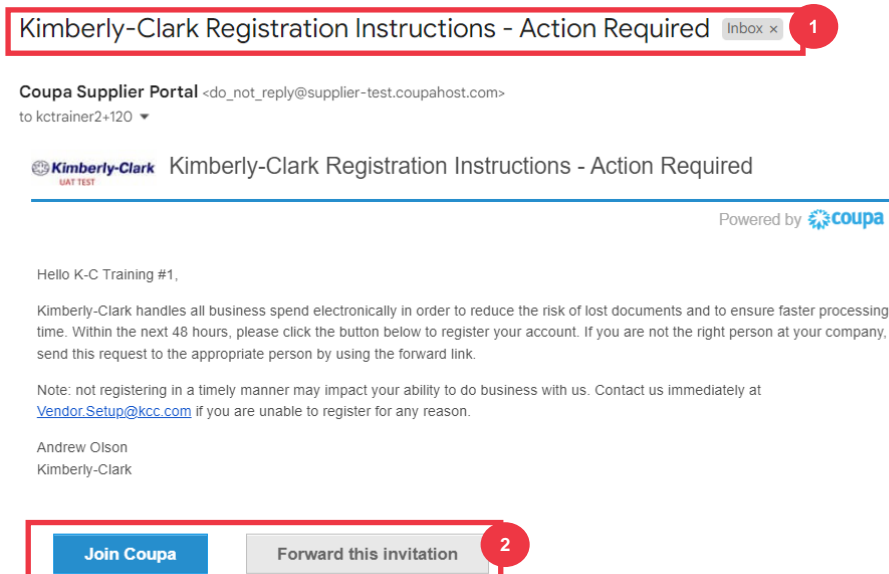 Kimberly-Clark Registration Instructions - Action Required Inbox × 1
Coupa Supplier Portal <do_not_reply@supplier-test.coupahost.com>
to kctrainer2+120
Kimberly-Clark Kimberly-Clark Registration Instructions - Action Required
UAT TEST
Powered by coupa
Hello K-C Training #1,
Kimberly-Clark handles all business spend electronically in order to reduce the risk of lost documents and to ensure faster processing
time. Within the next 48 hours, please click the button below to register your account. If you are not the right person at your company,
send this request to the appropriate person by using the forward link.
Note: not registering in a timely manner may impact your ability to do business with us. Contact us immediately at
Vendor.Setup@kcc.com if you are unable to register for any reason.
Andrew Olson
Kimberly-Clark
Join Coupa Forward this invitation 2